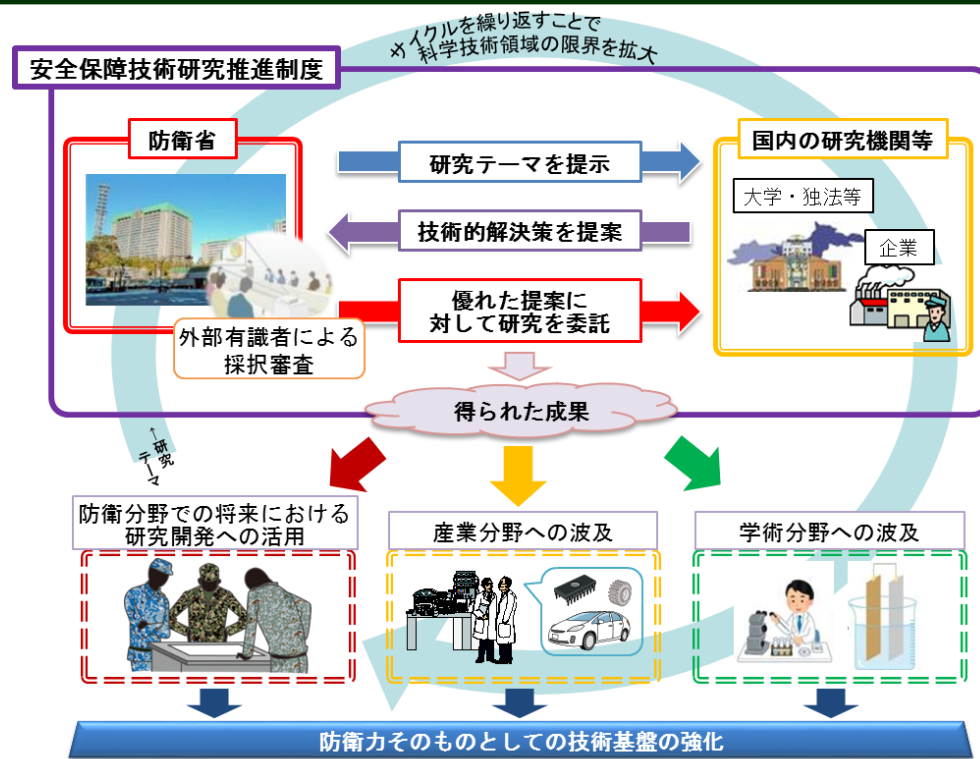 サイクルを繰り返すことで
科学技術領域の限界を拡大
安全保障技術研究推進制度
防衛省
国内の研究機関等
研究テーマを提示
大学・独法等
技術的解決策を提案
企業
優れた提案に
対して研究を委託
外部有識者による
採択審査
得られた成果
←研究
テーマ
防衛分野での将来における
研究開発への活用
産業分野への波及
学術分野への波及
防衛力そのものとしての技術基盤の強化